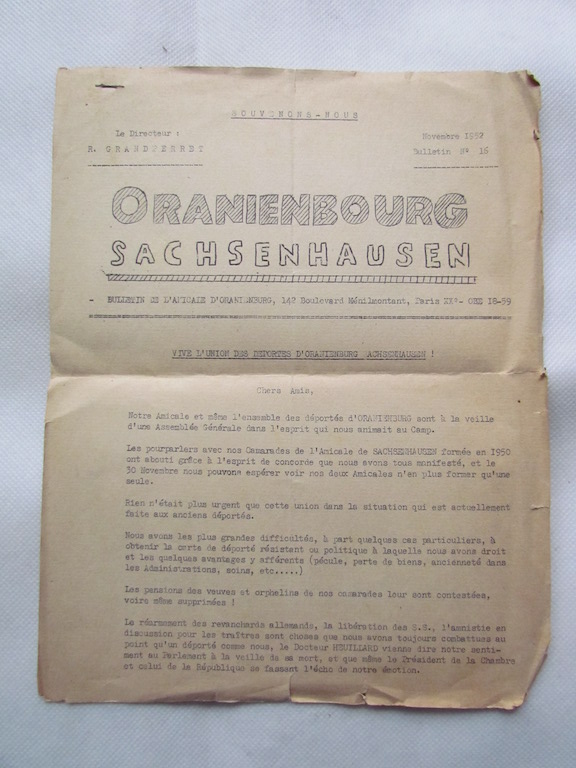 SOUVENONS-NOUS
Le Directeur :
R. GRANDPERRET
Novembre 1952
Bulletin N° 16
ORANIENBOURG
SACHSENHAUSEN
- BULLETIN DE L'AMICALE D'ORANIENBURG, 142 Boulevard Ménilmontant, Paris XX°- OBE 18-59
VIVE L'UNION DES DEPORTES D'ORANIENBURG SACHSENHAUSEN !
Chers Amis,
Notre Amicale et même l'ensemble des déportés d'ORANIENBURG sont à la veille
d'une Assemblée Générale dans l'esprit qui nous animait au Camp.
Les pourparlers avec nos Camarades de l'Amicale de SACHSENHAUSEN formée en 1950
ont abouti grâce à l'esprit de concorde que nous avons tous manifesté, et le
30 Novembre nous pouvons espérer voir nos deux Amicales n'en plus former qu'une
seule.
Rien n'était plus urgent que cette union dans la situation qui est actuellement
faite aux anciens déportés.
Nous avons les plus grandes difficultés, à part quelques cas particuliers, à
obtenir la carte de déporté résistant ou politique à laquelle nous avons droit
et les quelques avantages y afférents (pécule, perte de biens, ancienneté dans
les Administrations, soins, etc.....)
Les pensions des veuves et orphelins de nos camarades leur sont contestées,
voire même supprimées !
Le réarmement des revanchards allemands, la libération des S.S., l'amnistie en
discussion pour les traîtres sont choses que nous avons toujours combattues au
point qu'un déporté comme nous, le Docteur HEUILLARD vienne dire notre senti-
ment au Parlement à la veille de sa mort, et que même le Président de la Chambre
et celui de la République se fassent l'écho de notre émotion.